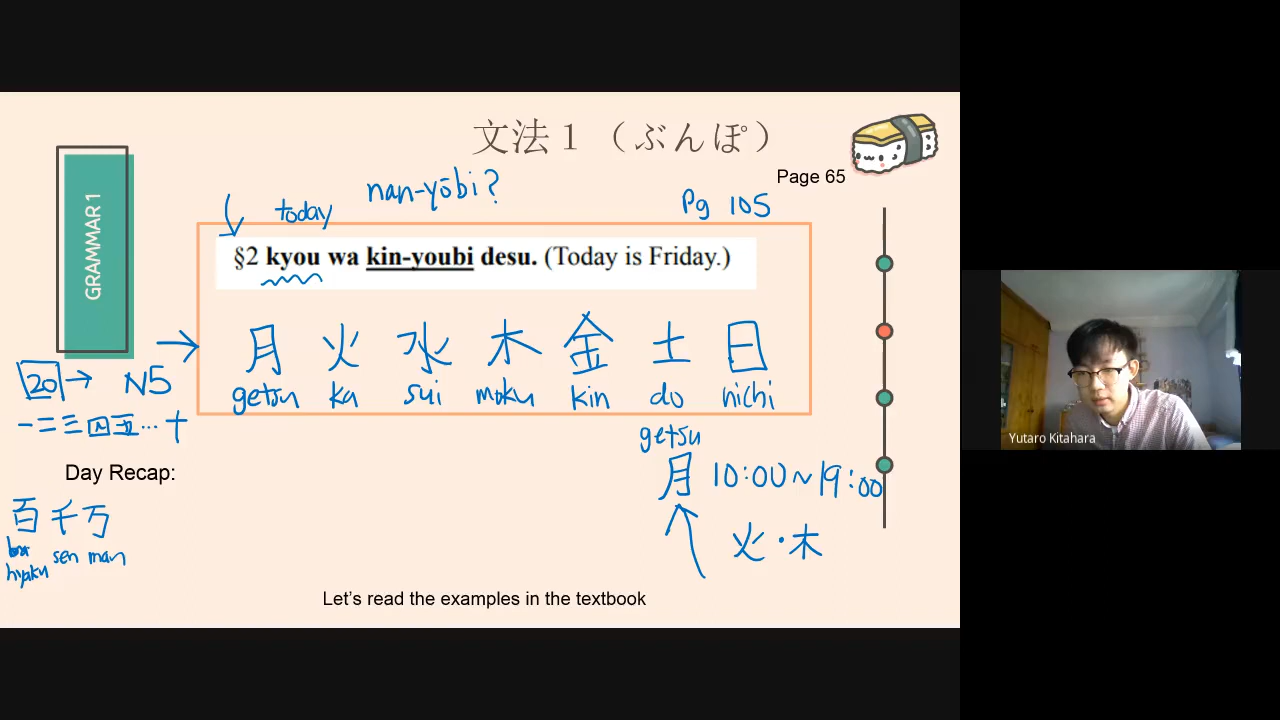 文法１（ぶんぽ）
Page 65
GRAMMAR 1
nan-yōbi?
today
Pg 105
§2 kyou wa kin-youbi desu. (Today is Friday.)
→ 月 火 水 木 金 土 日
getsu ka sui moku kin do nichi
20 → N5
一二三四五…十
Day Recap:
百千万
hyaku sen man
getsu
月 10:00~19:00
火・木
Let's read the examples in the textbook
Yutaro Kitahara